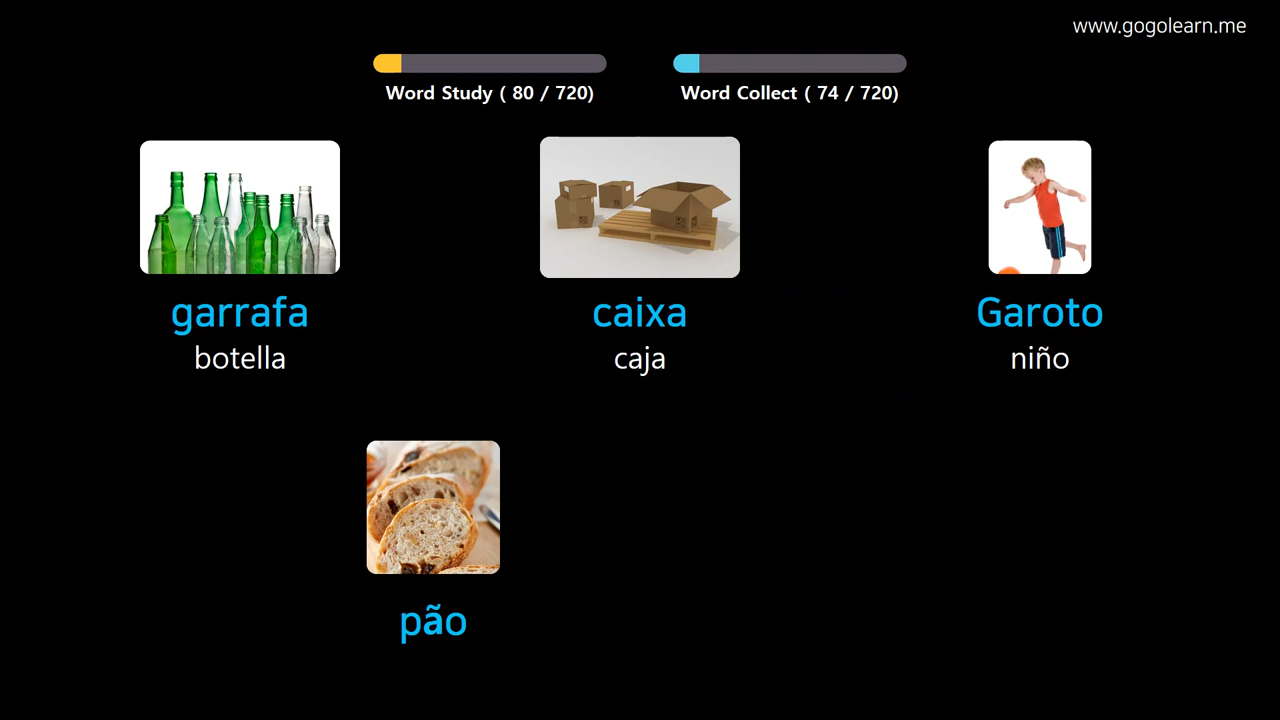 www.gogolearn.me
Word Study ( 80 / 720)
Word Collect ( 74 / 720)
garrafa
botella
caixa
caja
Garoto
niño
pão